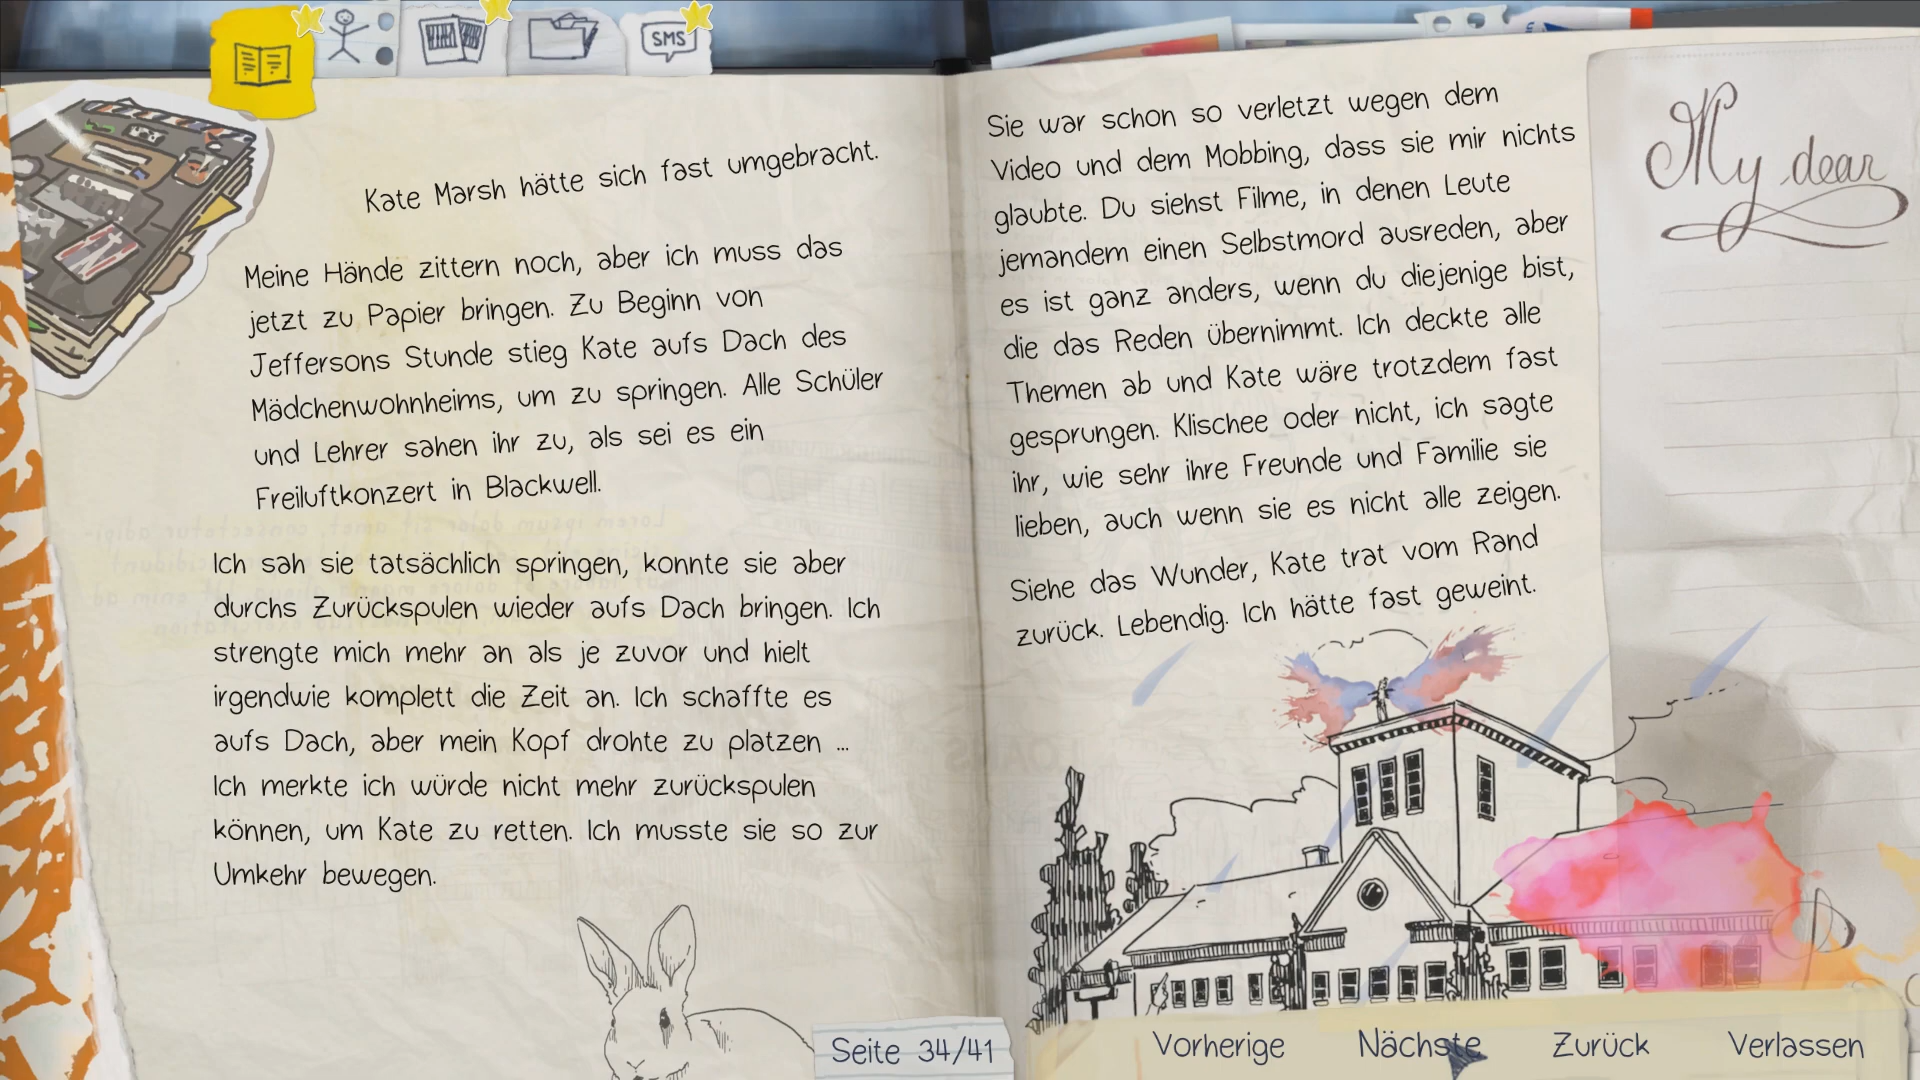 SMS
Kate Marsh hätte sich fast umgebracht.
Meine Hände zittern noch, aber ich muss das
jetzt zu Papier bringen. Zu Beginn von
Jeffersons Stunde stieg Kate aufs Dach des
Mädchenwohnheims, um zu springen. Alle Schüler
und Lehrer sahen ihr zu, als sei es ein
Freiluftkonzert in Blackwell.
Ich sah sie tatsächlich springen, konnte sie aber
durchs Zurückspulen wieder aufs Dach bringen. Ich
strengte mich mehr an als je zuvor und hielt
irgendwie komplett die Zeit an. Ich schaffte es
aufs Dach, aber mein Kopf drohte zu platzen ...
Ich merkte ich würde nicht mehr zurückspulen
können, um Kate zu retten. Ich musste sie so zur
Umkehr bewegen.
Sie war schon so verletzt wegen dem
Video und dem Mobbing, dass sie mir nichts
glaubte. Du siehst Filme, in denen Leute
jemandem einen Selbstmord ausreden, aber
es ist ganz anders, wenn du diejenige bist,
die das Reden übernimmt. Ich deckte alle
Themen ab und Kate wäre trotzdem fast
gesprungen. Klischee oder nicht, ich sagte
ihr, wie sehr ihre Freunde und Familie sie
lieben, auch wenn sie es nicht alle zeigen.
Siehe das Wunder, Kate trat vom Rand
zurück. Lebendig. Ich hätte fast geweint.
My dear
Seite 34/41
Vorherige
Nächste
Zurück
Verlassen